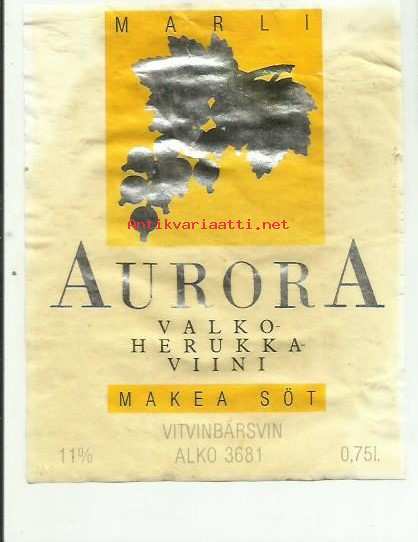 MARLI
Antikvariaatti.net
AURORA
VALKO-
HERUKKA-
VIINI
MAKEA SÖT
VITVINBÄRSVIN
11% ALKO 3681 0,75l.